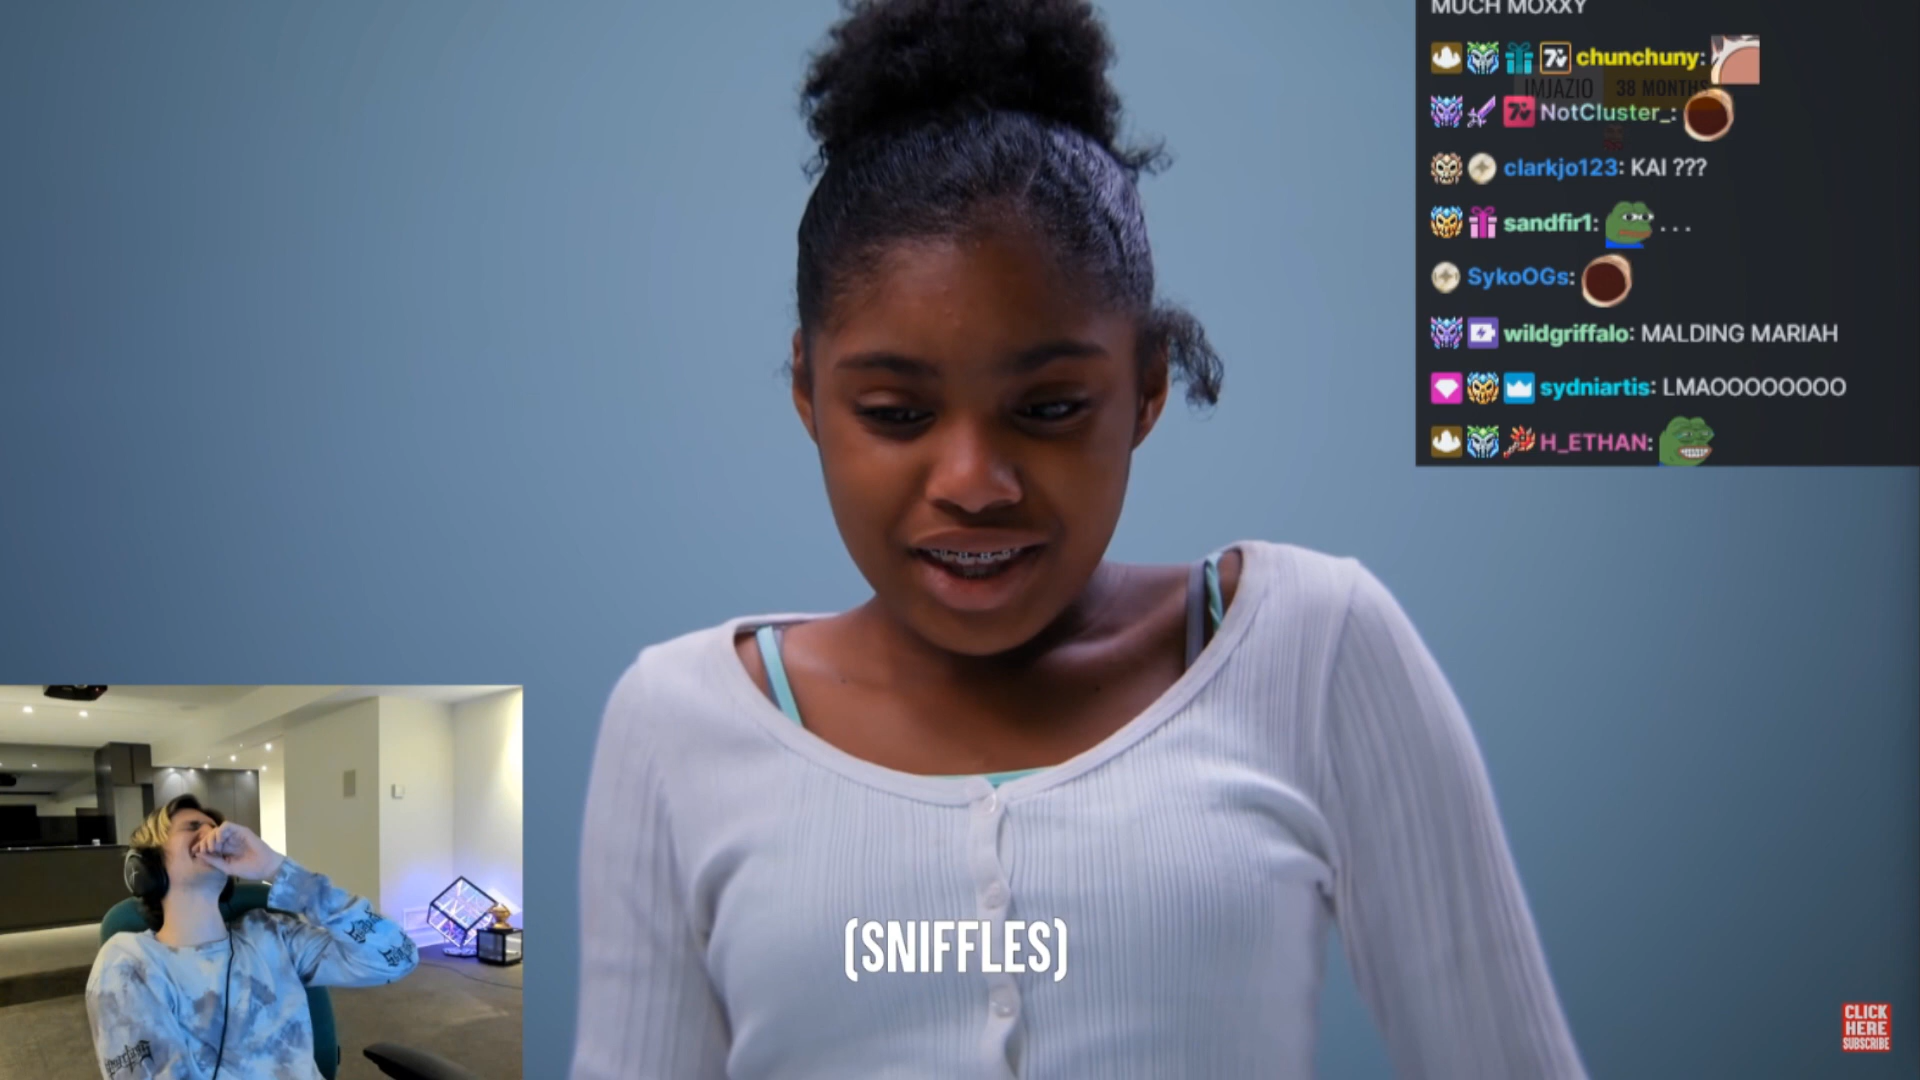 MUCH MOXXY
chunchuny:
IMJAZIO 38 MONTHS
NotCluster_:
clarkjo123: KAI ???
sandfir1: ...
SykoOGs:
wildgriffalo: MALDING MARIAH
sydniartis: LMAOOOOOOOO
H_ETHAN:
(SNIFFLES)
CLICK
HERE
SUBSCRIBE